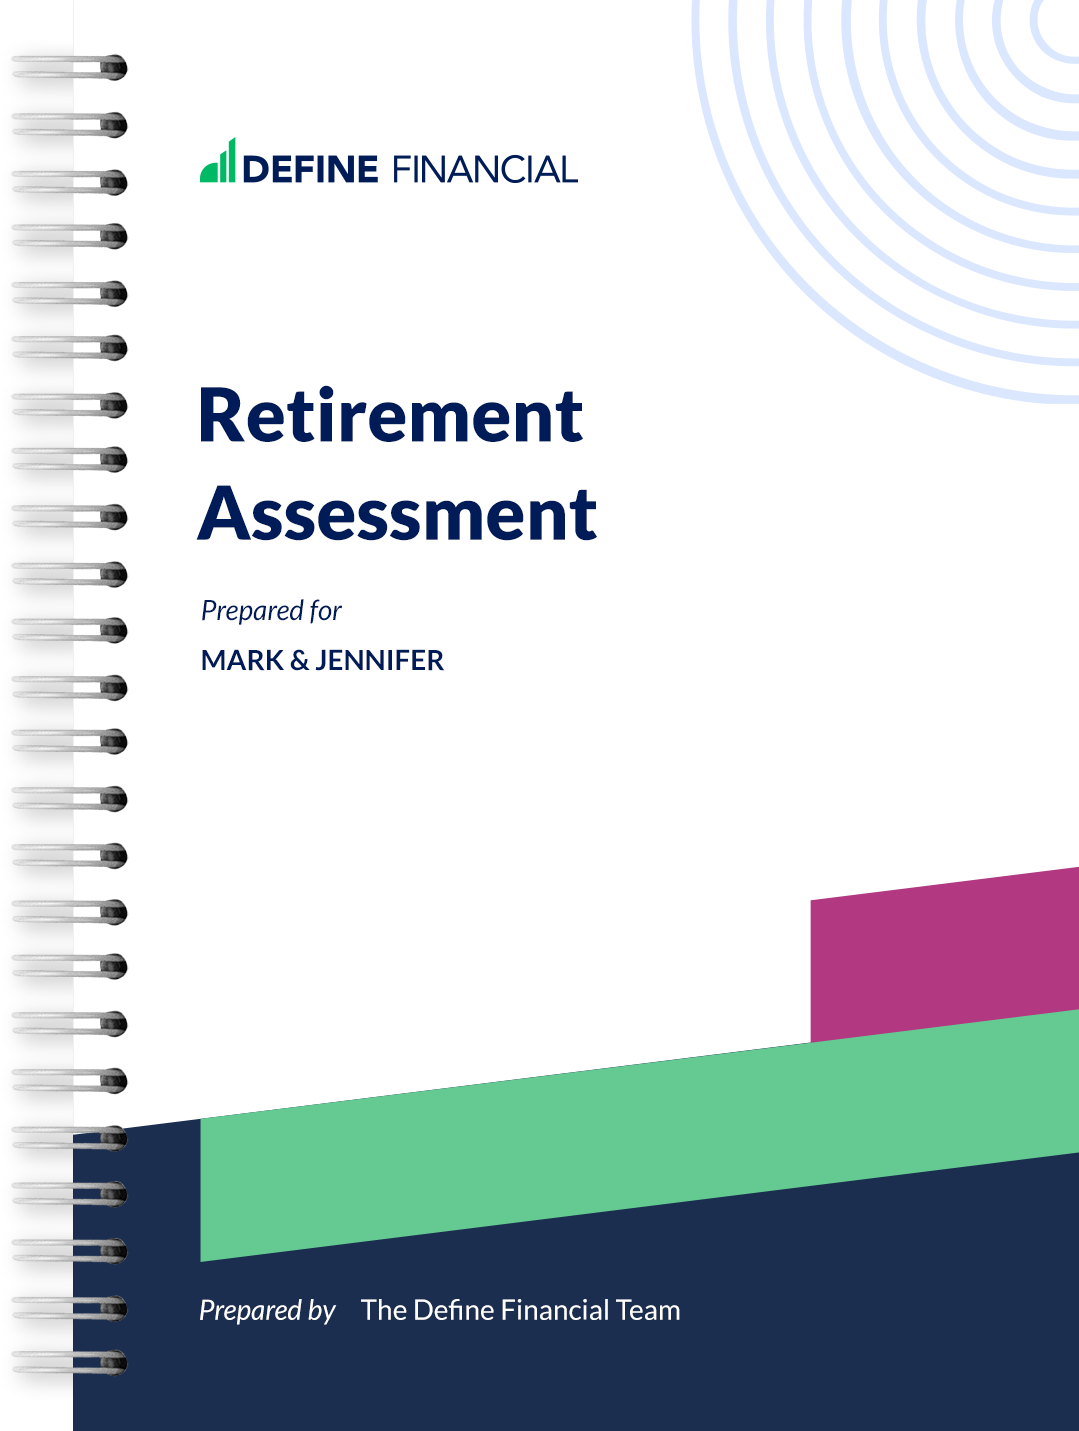 DEFINE FINANCIAL
Retirement
Assessment
Prepared for
MARK & JENNIFER
Prepared by The Define Financial Team